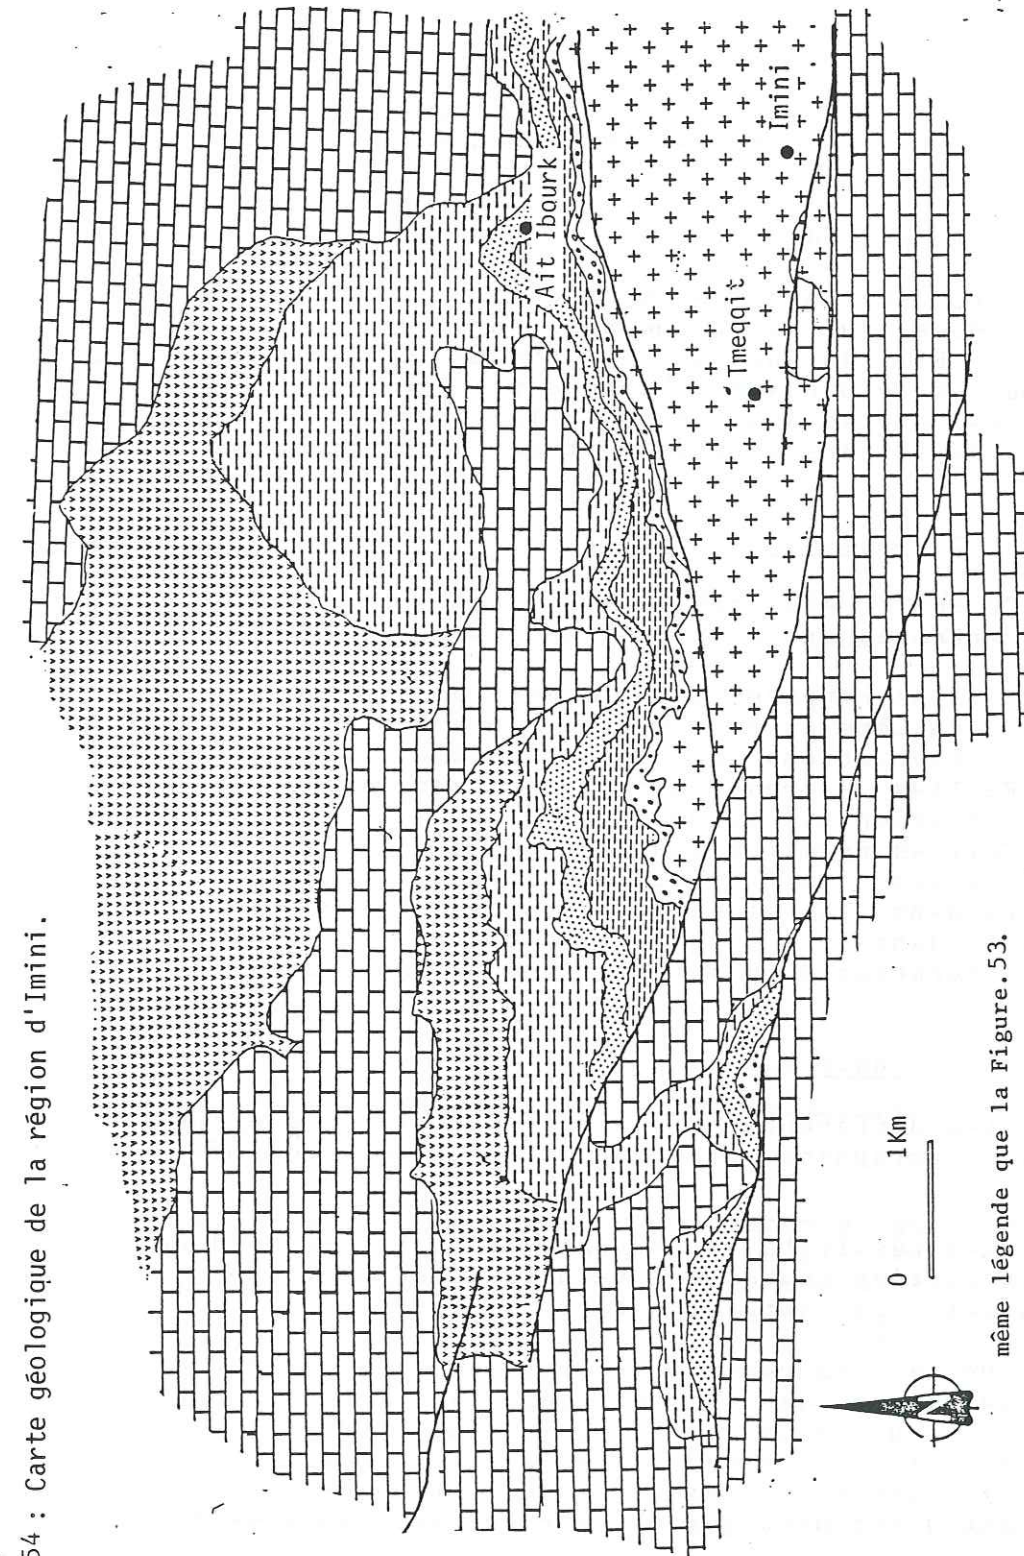 54 : Carte géologique de la région d'Imini.
Ait Ibourk
Imini
Tmeqqit
0 1Km
N
même légende que la Figure.53.